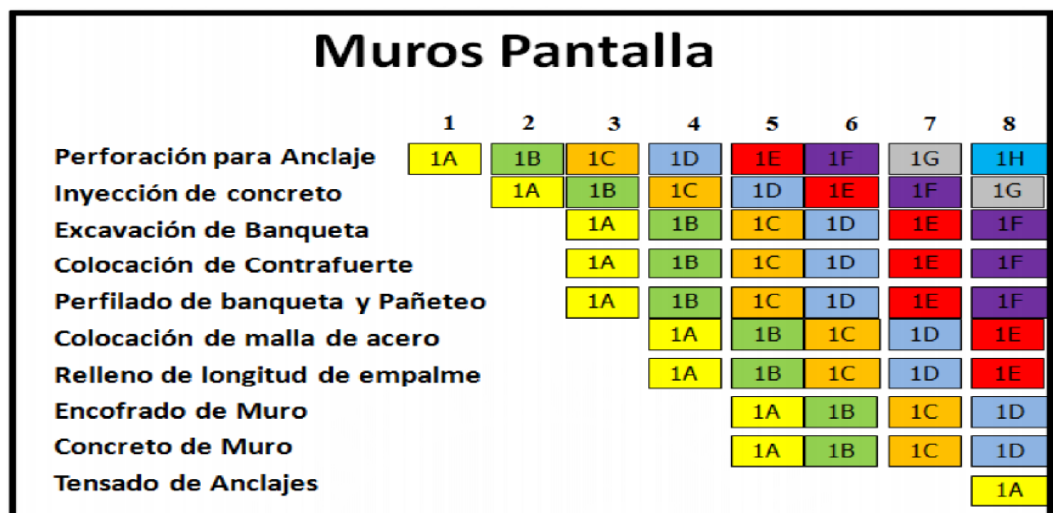 Muros Pantalla
1 2 3 4 5 6 7 8
Perforación para Anclaje 1A 1B 1C 1D 1E 1F 1G 1H
Inyección de concreto 1A 1B 1C 1D 1E 1F 1G
Excavación de Banqueta 1A 1B 1C 1D 1E 1F
Colocación de Contrafuerte 1A 1B 1C 1D 1E 1F
Perfilado de banqueta y Pañeteo 1A 1B 1C 1D 1E 1F
Colocación de malla de acero 1A 1B 1C 1D 1E
Relleno de longitud de empalme 1A 1B 1C 1D 1E
Encofrado de Muro 1A 1B 1C 1D
Concreto de Muro 1A 1B 1C 1D
Tensado de Anclajes 1A